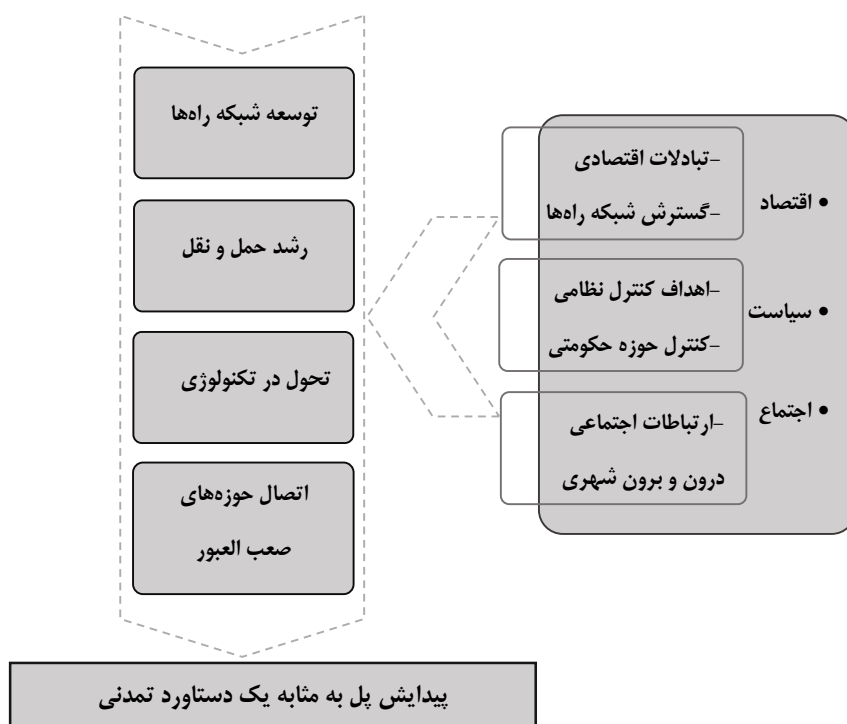 • اقتصاد
-تبادلات اقتصادی
-گسترش شبکه راه‌ها
• سیاست
-اهداف کنترل نظامی
-کنترل حوزه حکومتی
• اجتماع
-ارتباطات اجتماعی
درون و برون شهری
توسعه شبکه راه‌ها
رشد حمل و نقل
تحول در تکنولوژی
اتصال حوزه‌های
صعب العبور
پیدایش پل به مثابه یک دستاورد تمدنی